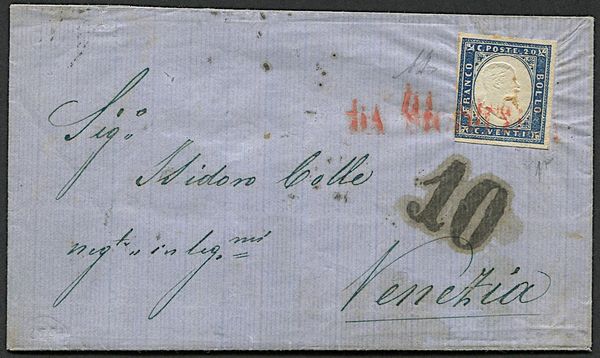 C. POSTE. 20
FRANCO
BOLLO
C. VENTI
Sig.º
Isidoro Colle
negt.e in leg.mi
10
Venezia